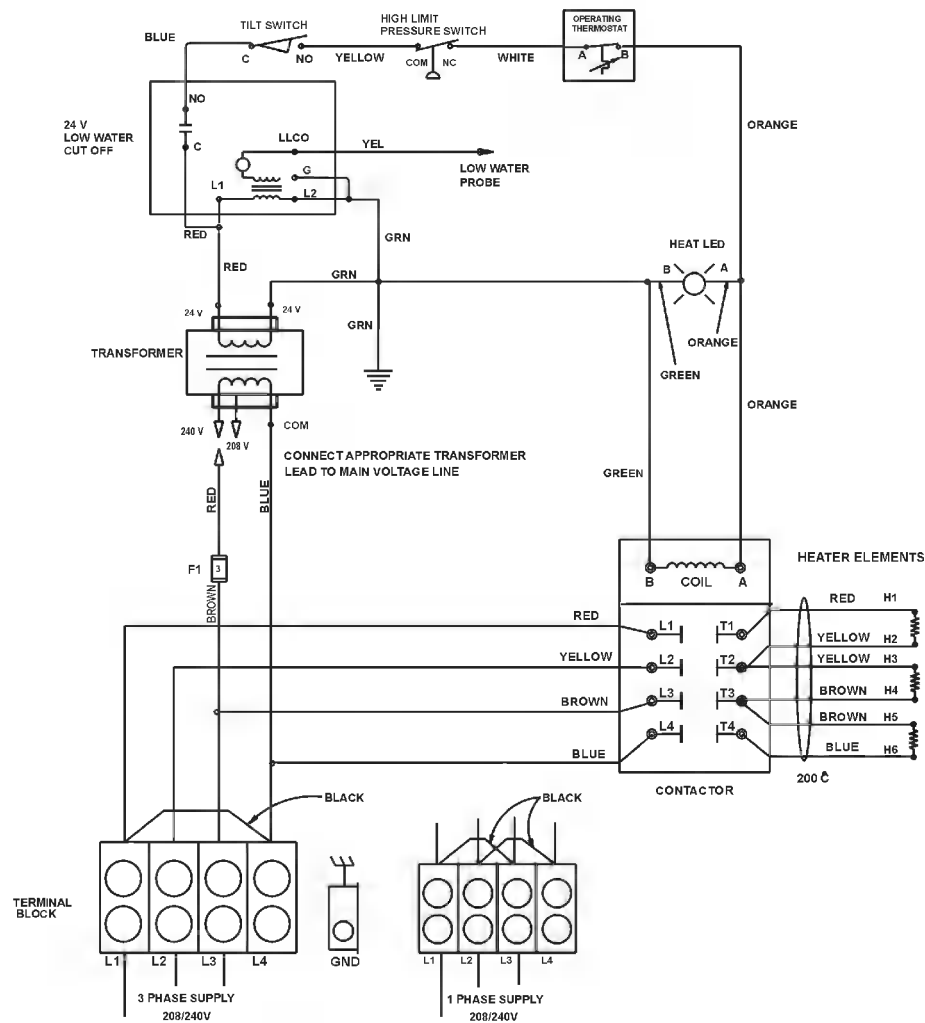 OPERATING
THERMOSTAT
HIGH LIMIT
PRESSURE SWITCH
TILT SWITCH
BLUE
C
NO
YELLOW
COM
NC
WHITE
A
B
NO
C
24 V
LOW WATER
CUT OFF
LLCO
YEL
LOW WATER
PROBE
G
L1
L2
ORANGE
RED
RED
GRN
GRN
GRN
HEAT LED
B
A
ORANGE
GREEN
24 V
24 V
TRANSFORMER
240 V
208 V
COM
CONNECT APPROPRIATE TRANSFORMER
LEAD TO MAIN VOLTAGE LINE
ORANGE
GREEN
RED
BLUE
F1
3
BROWN
B
COIL
A
HEATER ELEMENTS
RED
L1
T1
RED
H1
YELLOW
H2
YELLOW
L2
T2
YELLOW
H3
BROWN
L3
T3
BROWN
H4
BROWN
H5
BLUE
L4
T4
BLUE
H6
200 C
CONTACTOR
BLACK
BLACK
TERMINAL
BLOCK
L1
L2
L3
L4
GND
L1
L2
L3
L4
3 PHASE SUPPLY
208/240V
1 PHASE SUPPLY
208/240V